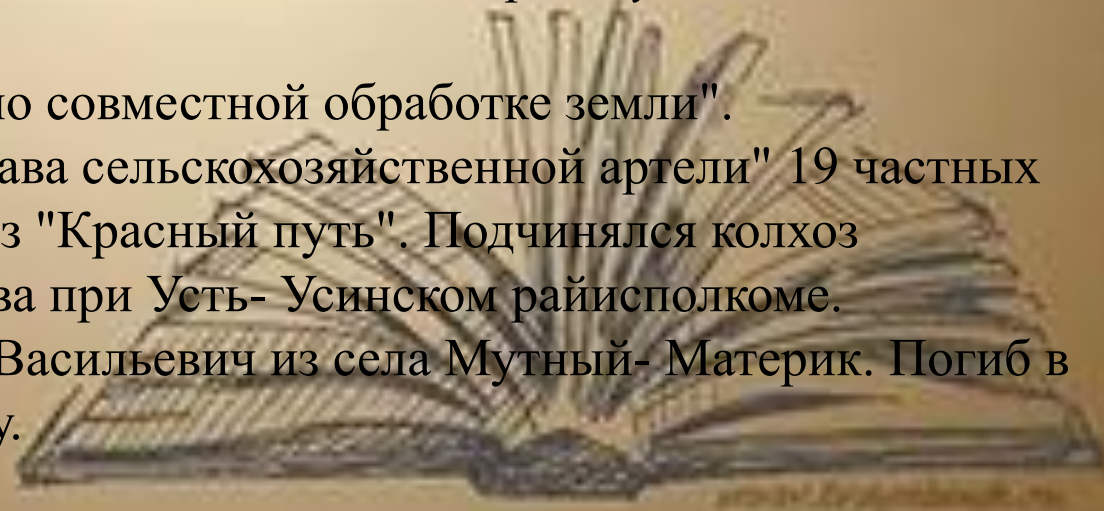 по совместной обработке земли".
ава сельскохозяйственной артели" 19 частных
з "Красный путь". Подчинялся колхоз
ва при Усть- Усинском райисполкоме.
Васильевич из села Мутный- Материк. Погиб в
у.